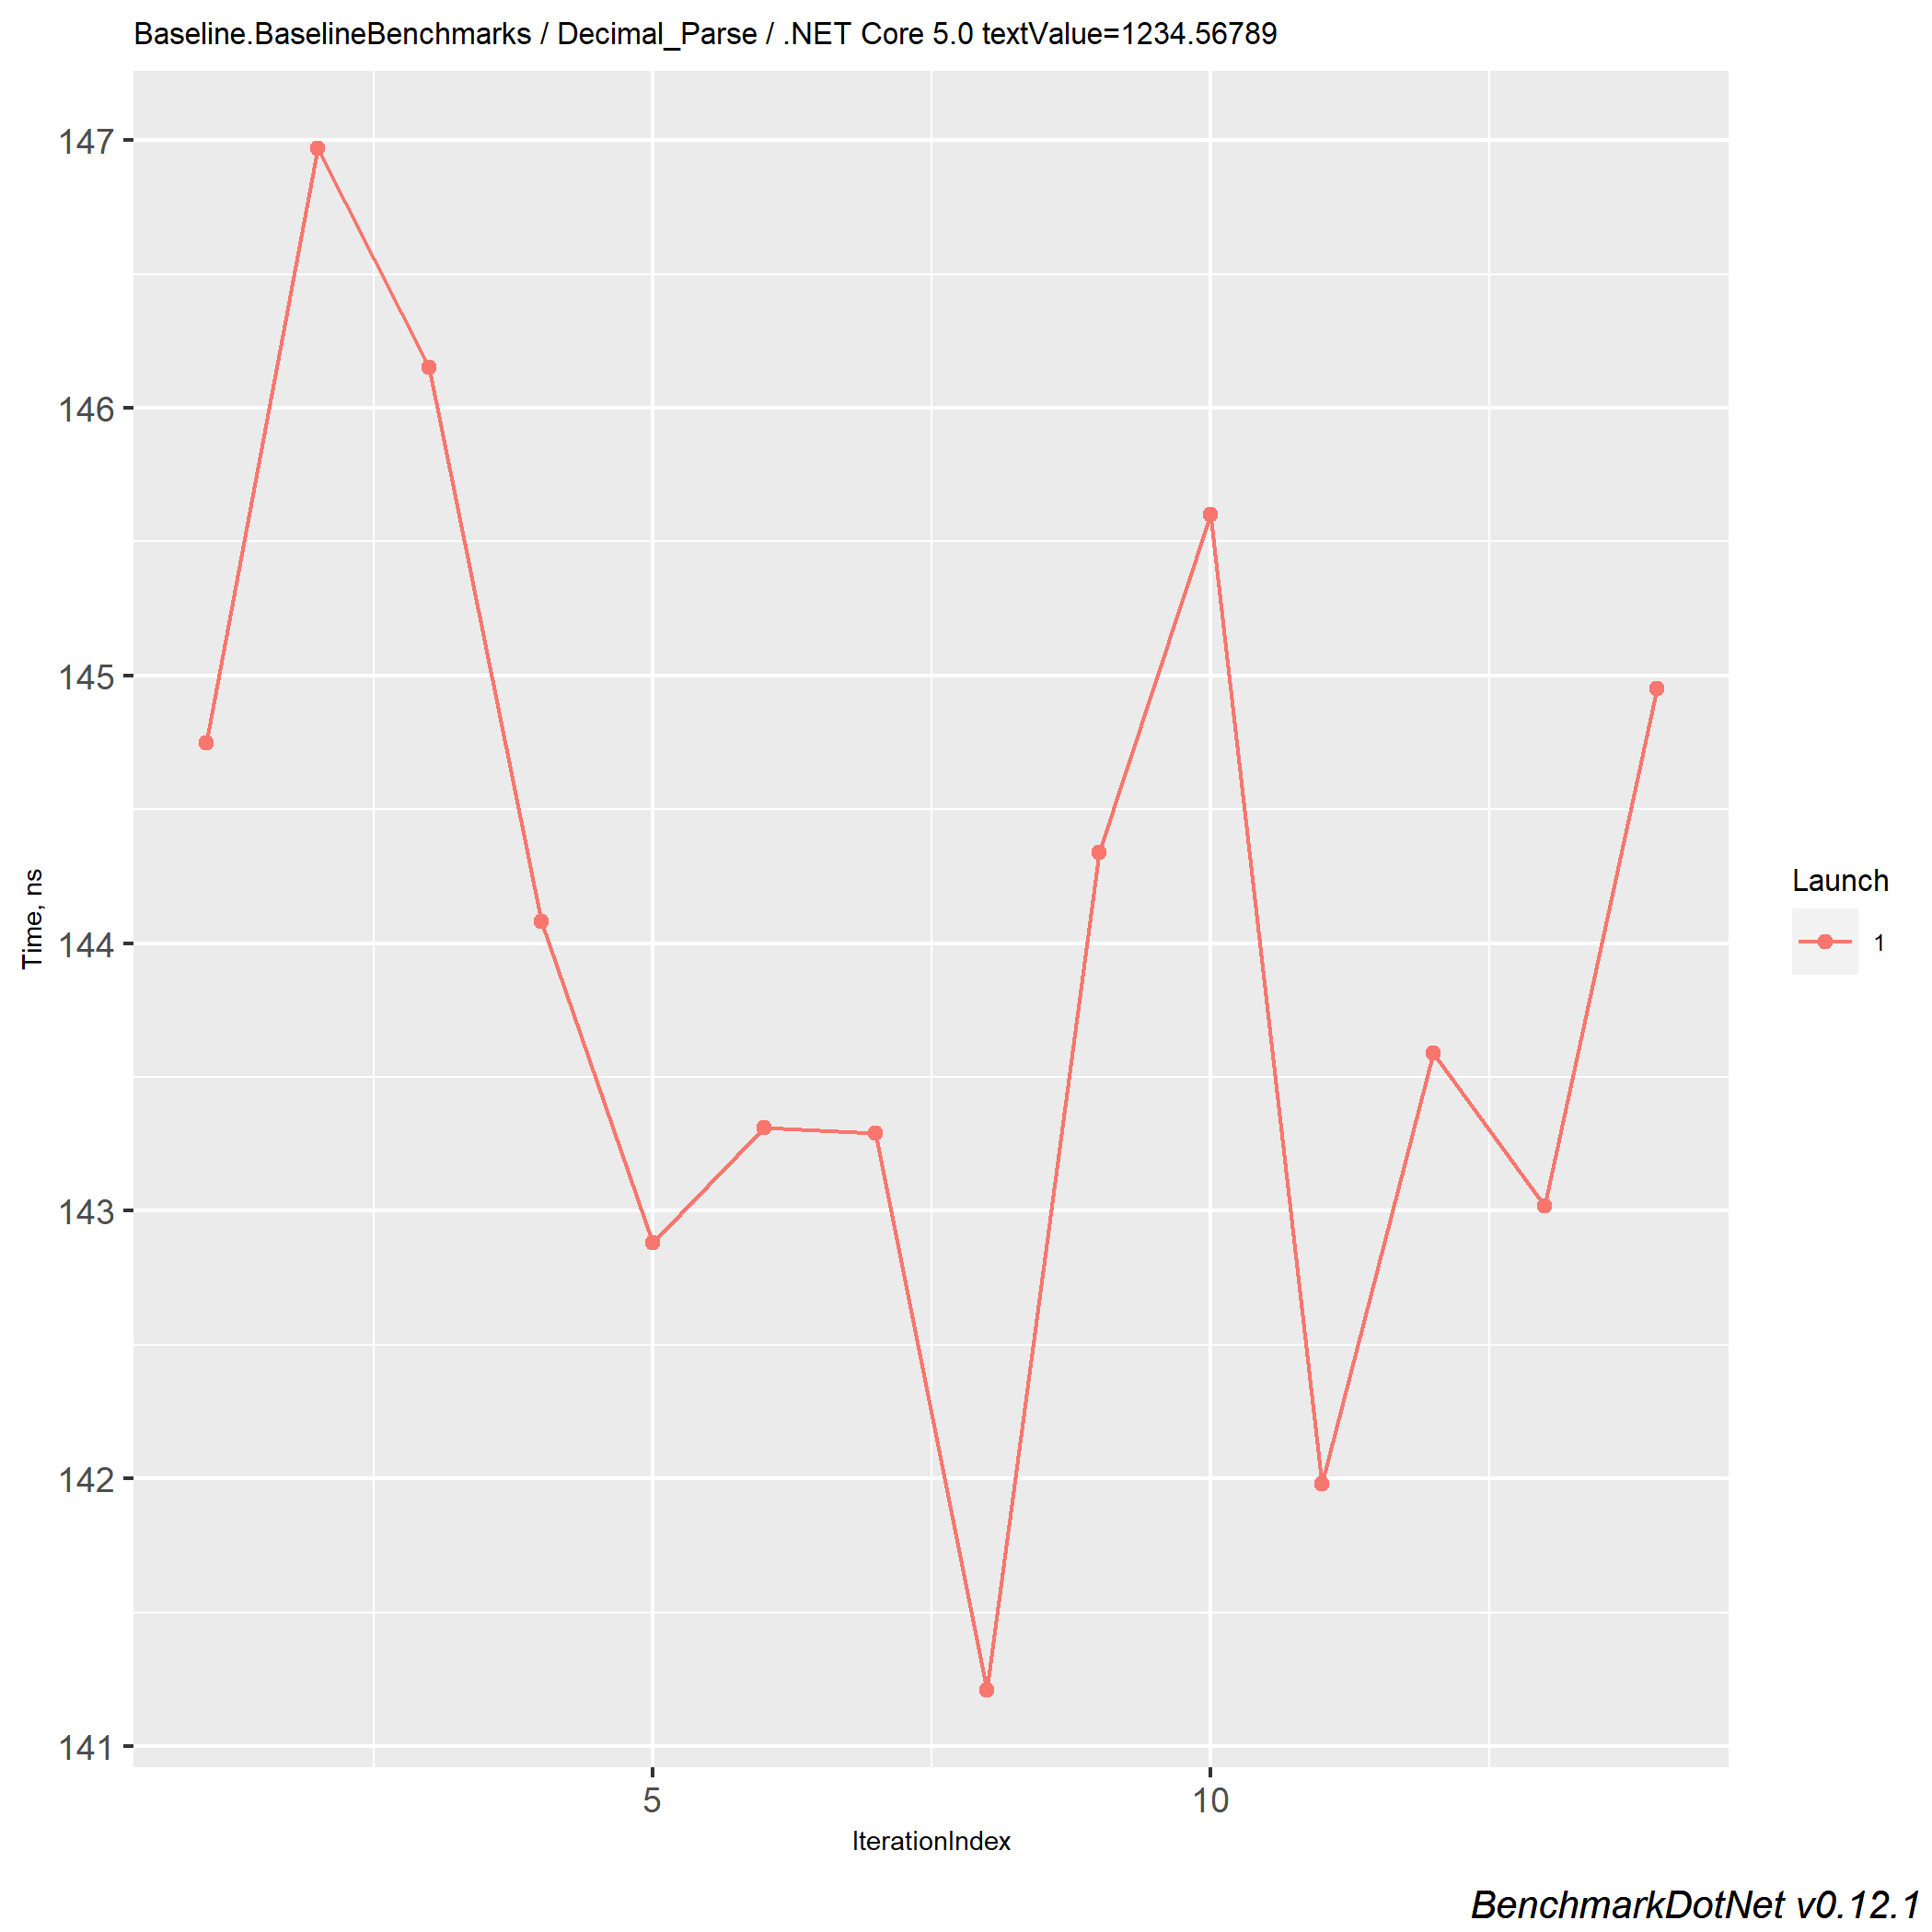 Baseline.BaselineBenchmarks / Decimal_Parse / .NET Core 5.0 textValue=1234.56789
147
146
145
144
143
142
141
Time, ns
5 10
IterationIndex
Launch
1
BenchmarkDotNet v0.12.1